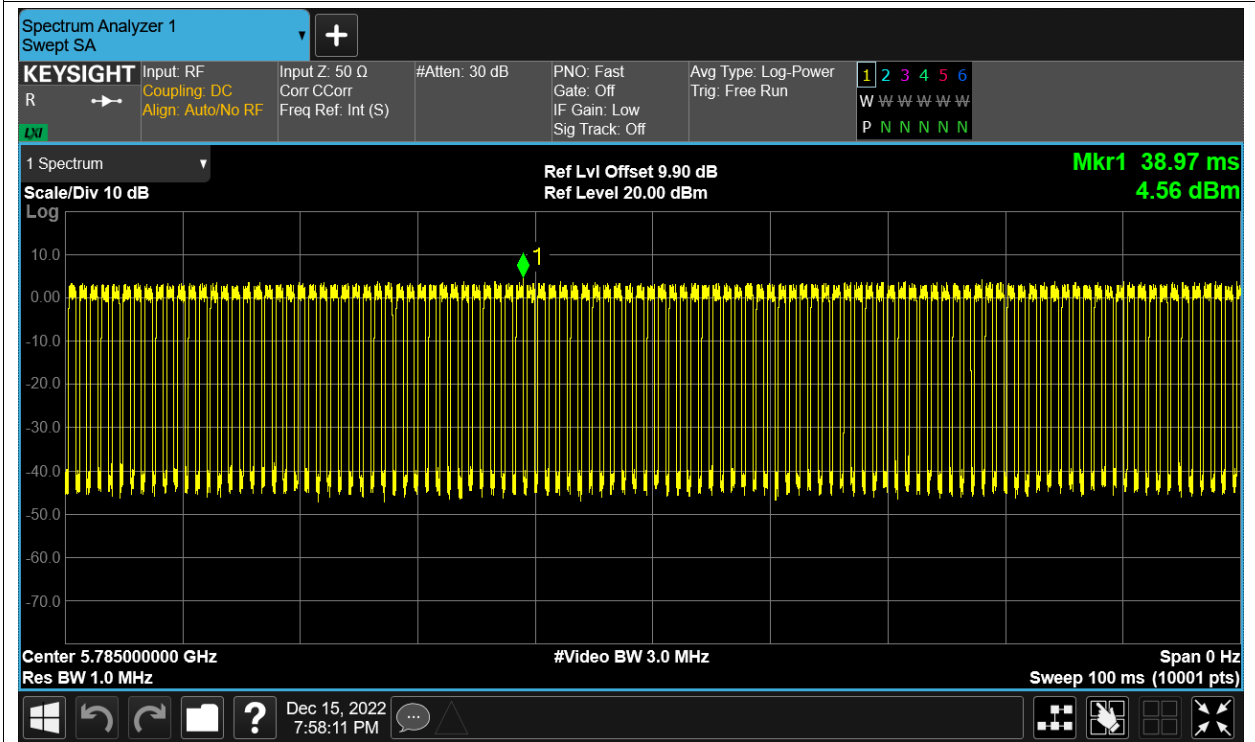 Spectrum Analyzer 1
Swept SA
KEYSIGHT
R
LXI
Input: RF
Coupling: DC
Align: Auto/No RF
Input Z: 50 Ω
Corr CCorr
Freq Ref: Int (S)
#Atten: 30 dB
PNO: Fast
Gate: Off
IF Gain: Low
Sig Track: Off
Avg Type: Log-Power
Trig: Free Run
1 2 3 4 5 6
W W W W W W
P N N N N N
1 Spectrum
Scale/Div 10 dB
Ref Lvl Offset 9.90 dB
Ref Level 20.00 dBm
Mkr1 38.97 ms
4.56 dBm
Log
1
10.0
0.00
-10.0
-20.0
-30.0
-40.0
-50.0
-60.0
-70.0
Center 5.785000000 GHz
Res BW 1.0 MHz
#Video BW 3.0 MHz
Span 0 Hz
Sweep 100 ms (10001 pts)
?
Dec 15, 2022
7:58:11 PM